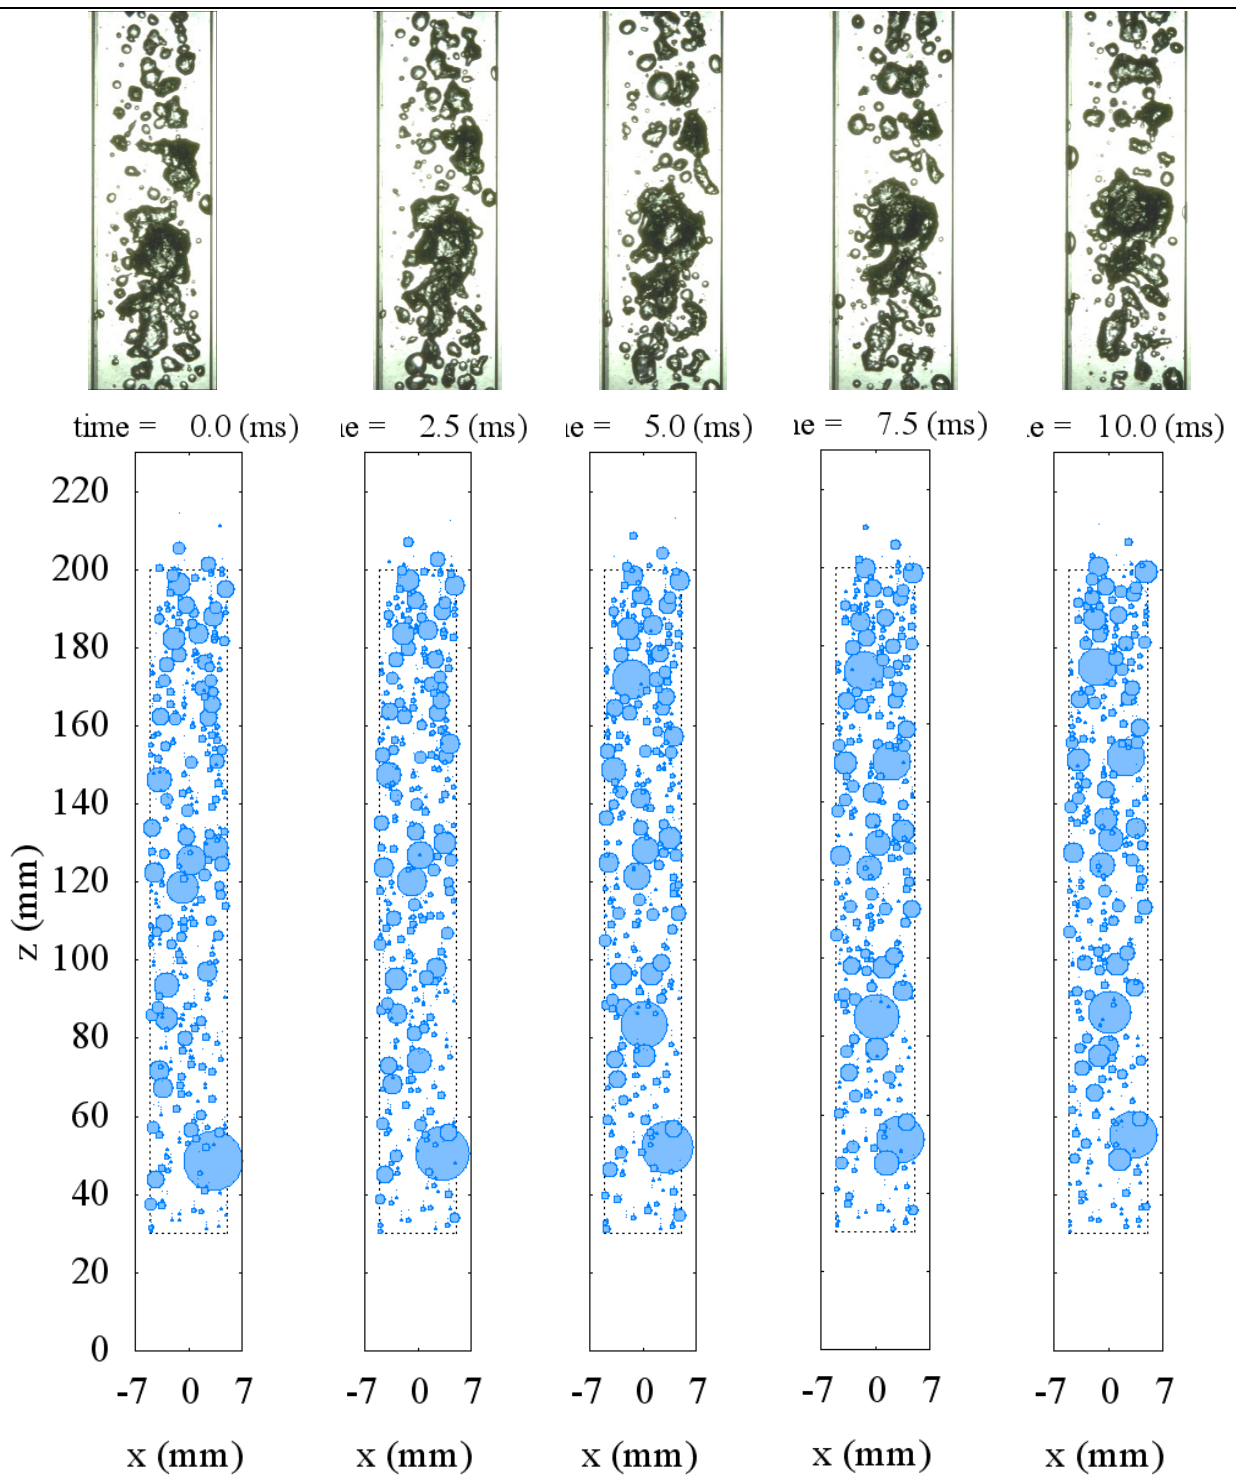 time = 0.0 (ms)
ıe = 2.5 (ms)
ıe = 5.0 (ms)
ıe = 7.5 (ms)
.e = 10.0 (ms)
220
200
180
160
140
120
100
80
60
40
20
0
z (mm)
-7 0 7
-7 0 7
-7 0 7
-7 0 7
-7 0 7
x (mm)
x (mm)
x (mm)
x (mm)
x (mm)